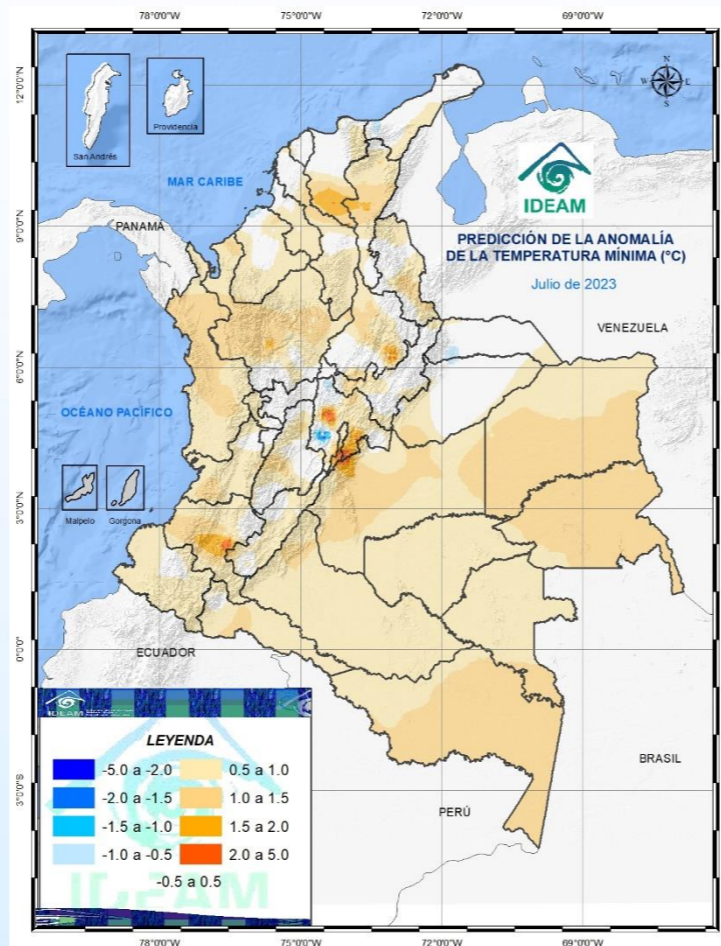 78°0'0"W 75°0'0"W 72°0'0"W 69°0'0"W
12°0'0"N
9°0'0"N
6°0'0"N
3°0'0"N
0°0'0"
3°0'0"S
San Andrés
Providencia
N
W E
S
MAR CARIBE
IDEAM
PANAMÁ
PREDICCIÓN DE LA ANOMALÍA
DE LA TEMPERATURA MÍNIMA (°C)
Julio de 2023
VENEZUELA
OCÉANO PACÍFICO
Malpelo
Gorgona
ECUADOR
BRASIL
PERÚ
IDEAM
LEYENDA
-5.0 a -2.0 0.5 a 1.0
-2.0 a -1.5 1.0 a 1.5
-1.5 a -1.0 1.5 a 2.0
-1.0 a -0.5 2.0 a 5.0
-0.5 a 0.5
IDEAM
78°0'0"W 75°0'0"W 72°0'0"W 69°0'0"W